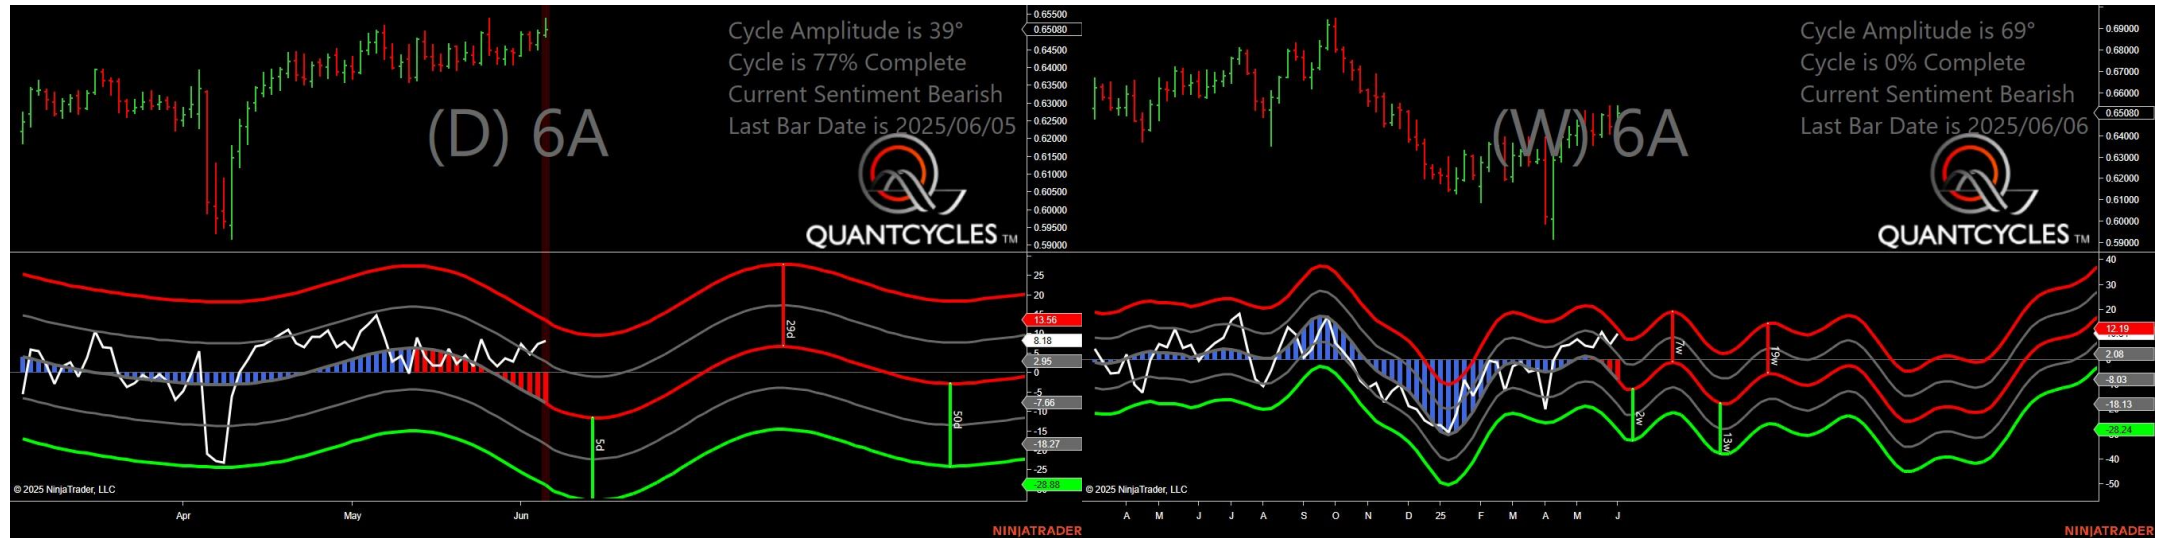 Cycle Amplitude is 39°
Cycle is 77% Complete
Current Sentiment Bearish
Last Bar Date is 2025/06/05
(D) 6A
QUANTCYCLES TM
0.65500
0.65080
0.64500
0.64000
0.63500
0.63000
0.62500
0.62000
0.61500
0.61000
0.60500
0.60000
0.59500
0.59000
25
20
13.56
8.18
5
2.95
0
-5
-7.66
-10
-15
-18.27
-20
-25
-28.88
29d
5d
50d
© 2025 NinjaTrader, LLC
Apr
May
Jun
NINJATRADER
Cycle Amplitude is 69°
Cycle is 0% Complete
Current Sentiment Bearish
Last Bar Date is 2025/06/06
(W) 6A
QUANTCYCLES TM
0.69000
0.68000
0.67000
0.66000
0.65080
0.64000
0.63000
0.62000
0.61000
0.60000
0.59000
40
30
20
12.19
2.08
-8.03
-18.13
-28.24
-40
-50
7w
19w
2w
13w
© 2025 NinjaTrader, LLC
A M J J A S O N D 25 F M A M J
NINJATRADER